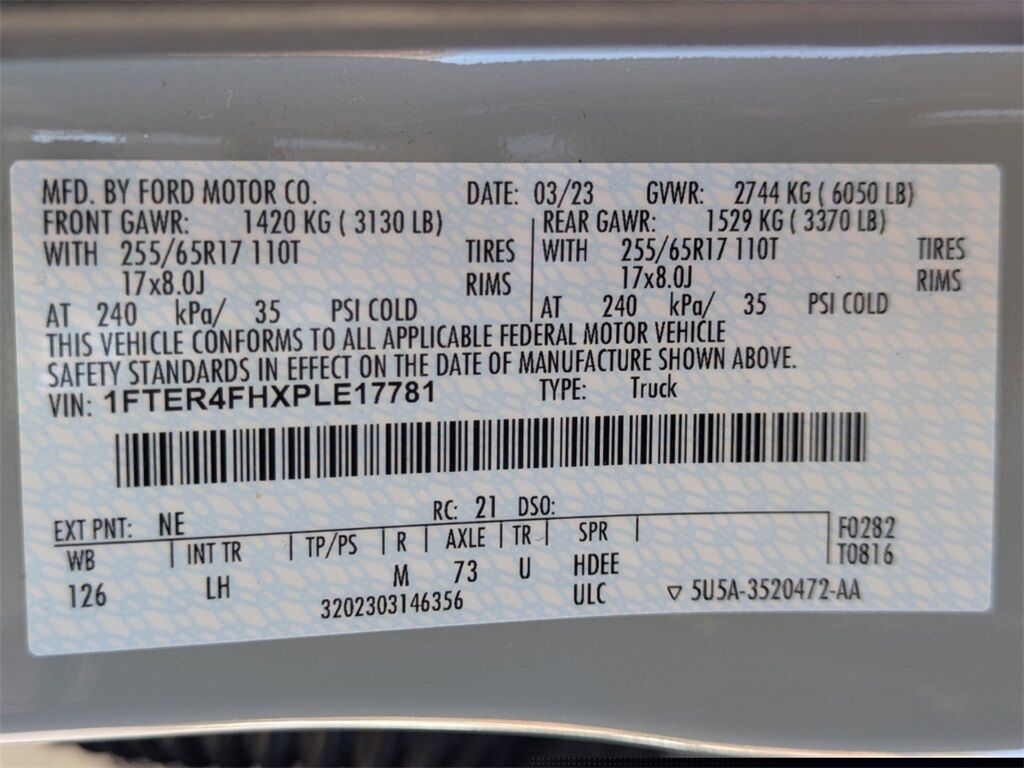 MFD. BY FORD MOTOR CO. DATE: 03/23 GVWR: 2744 KG ( 6050 LB)
FRONT GAWR: 1420 KG ( 3130 LB) REAR GAWR: 1529 KG ( 3370 LB)
WITH 255/65R17 110T TIRES WITH 255/65R17 110T TIRES
17x8.0J RIMS 17x8.0J RIMS
AT 240 kPa/ 35 PSI COLD AT 240 kPa/ 35 PSI COLD
THIS VEHICLE CONFORMS TO ALL APPLICABLE FEDERAL MOTOR VEHICLE
SAFETY STANDARDS IN EFFECT ON THE DATE OF MANUFACTURE SHOWN ABOVE.
VIN: 1FTER4FHXPLE17781 TYPE: Truck
EXT PNT: NE RC: 21 DSO:
WB INT TR TP/PS R AXLE TR SPR F0282
126 LH M 73 U HDEE T0816
3202303146356 ULC ▽ 5U5A-3520472-AA